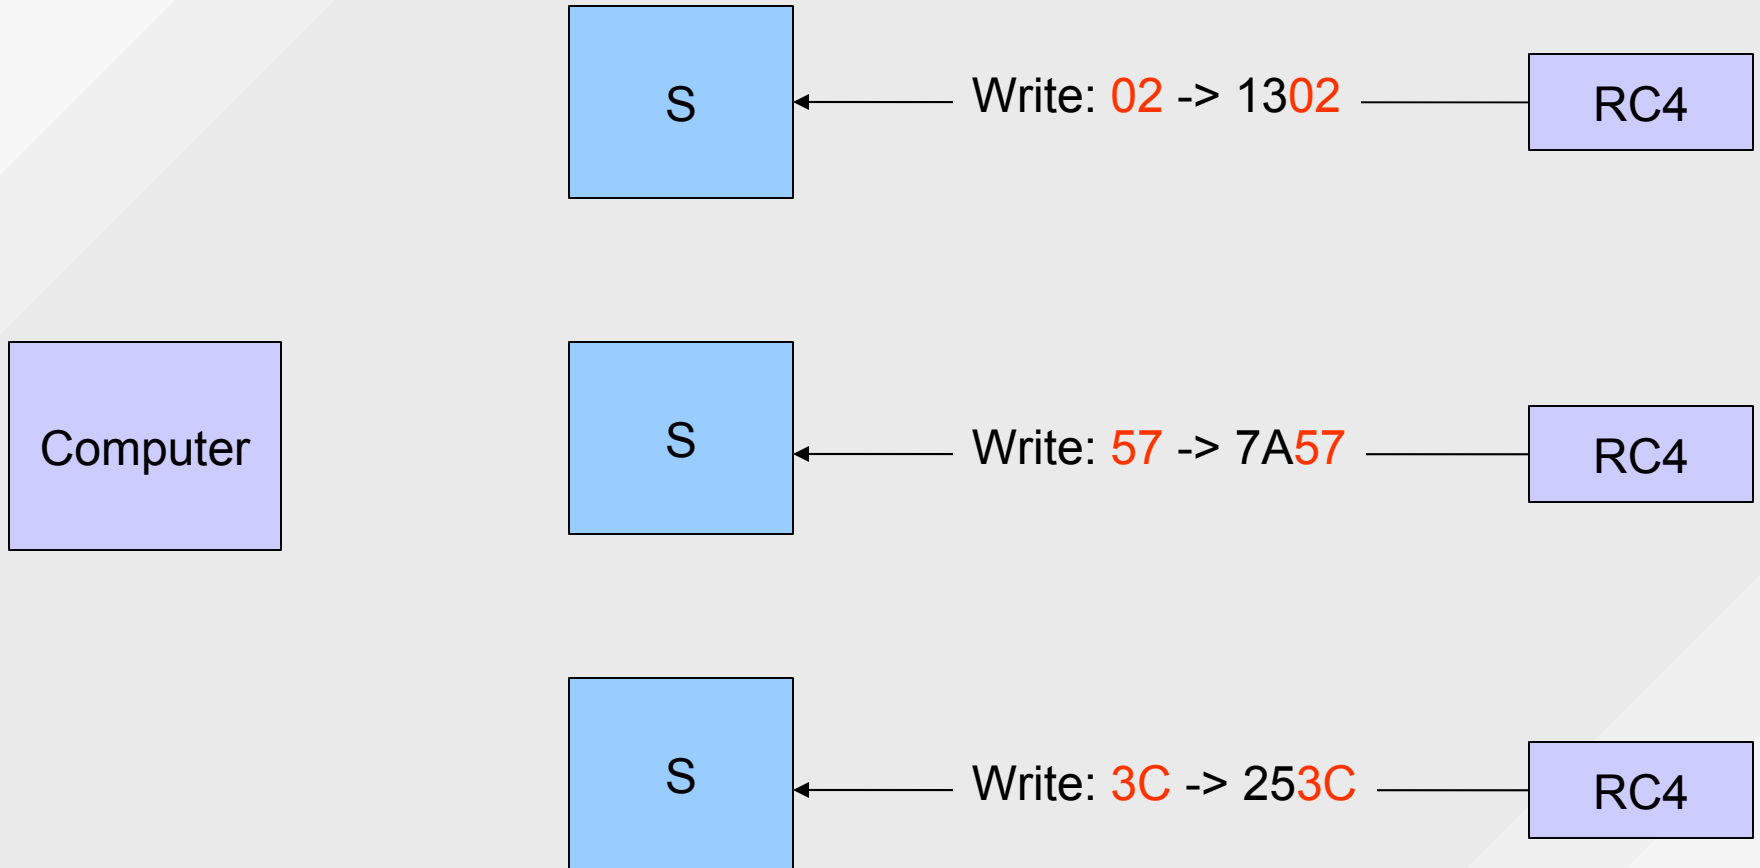 S
Write: 02 -> 1302
RC4
Computer
S
Write: 57 -> 7A57
RC4
S
Write: 3C -> 253C
RC4